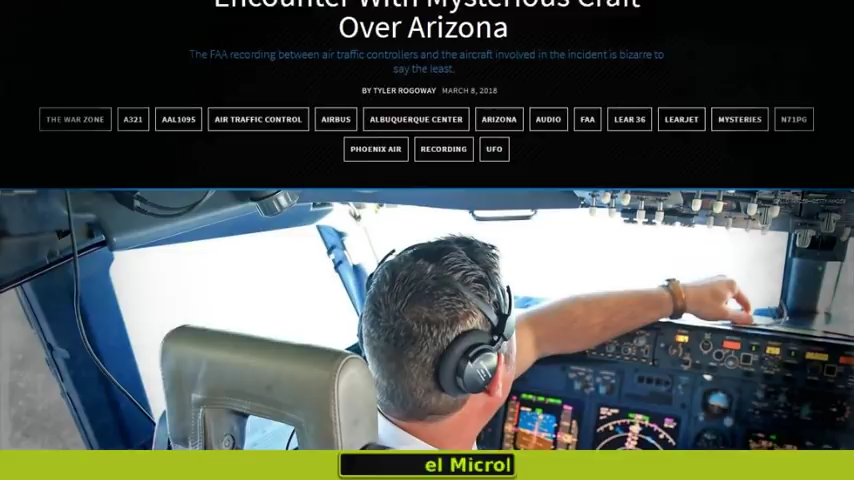 Encounter With Mysterious Craft
Over Arizona
The FAA recording between air traffic controllers and the aircraft involved in the incident is bizarre to
say the least.
BY TYLER ROGOWAY MARCH 8, 2018
THE WAR ZONE A321 AAL1095 AIR TRAFFIC CONTROL AIRBUS ALBUQUERQUE CENTER ARIZONA AUDIO FAA LEAR 36 LEARJET MYSTERIES N71PG
PHOENIX AIR RECORDING UFO
el Microl